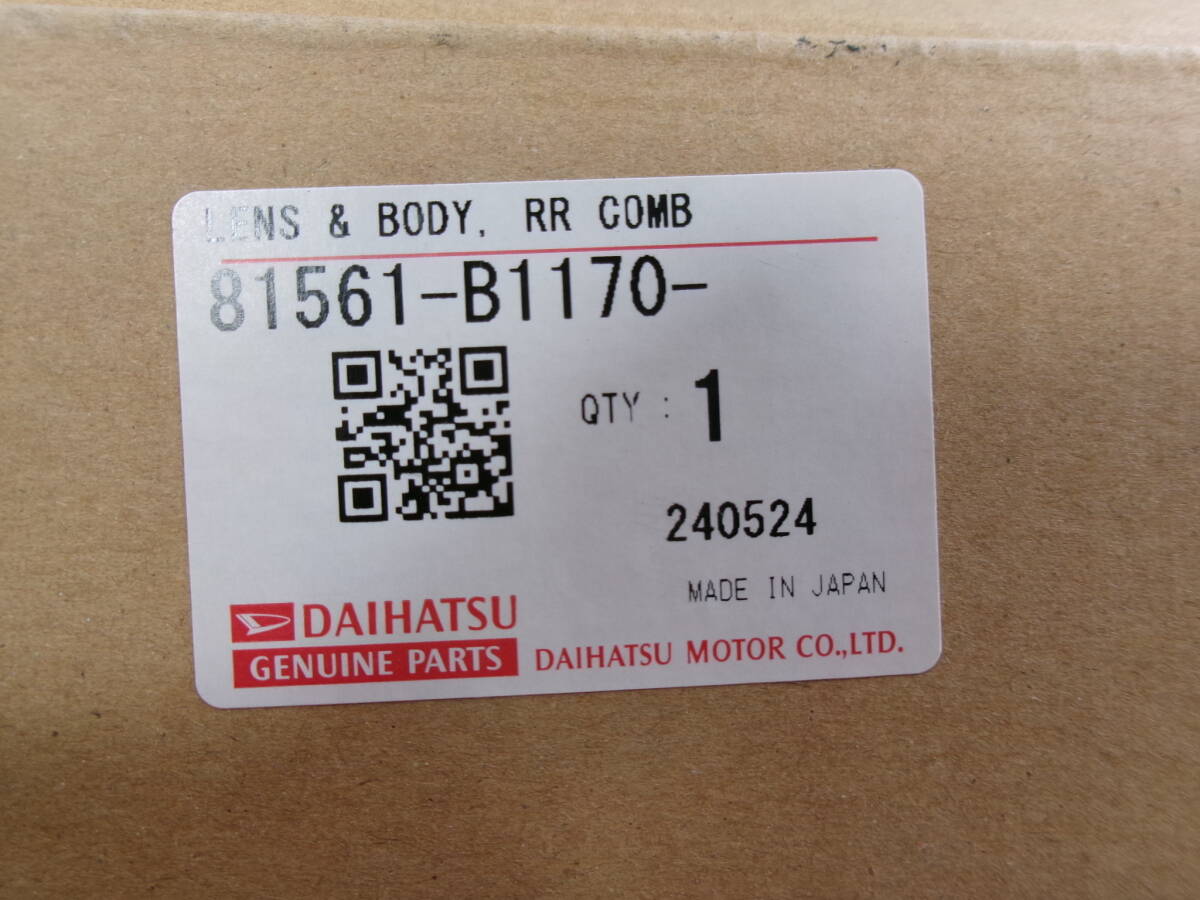 LENS & BODY, RR COMB
81561-B1170-
QTY : 1
240524
MADE IN JAPAN
DAIHATSU
GENUINE PARTS
DAIHATSU MOTOR CO.,LTD.